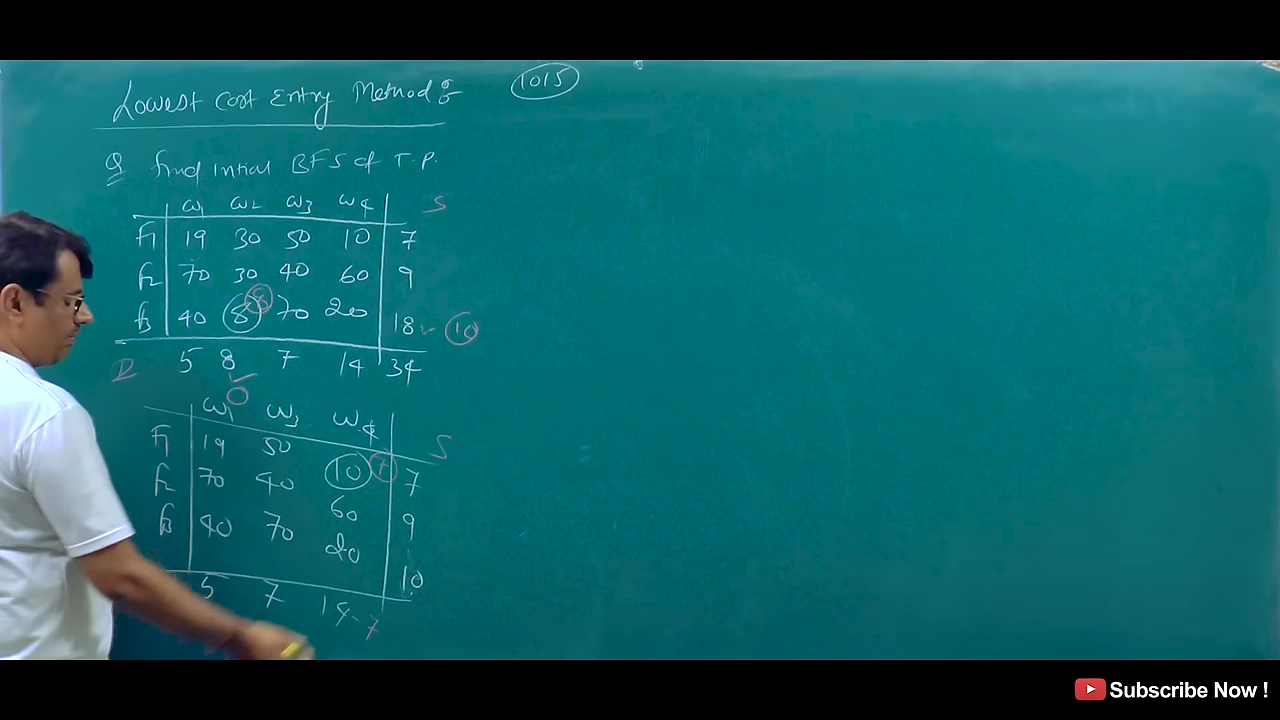 Lowest Cost Entry Method:
1015
Q Find Initial BFS of T.P.
W1 W2 W3 W4 S
F1 19 30 50 10 7
F2 70 30 40 60 9
F3 40 8 8 70 20 18 10
D 5 8 7 14 34
0
W1 W3 W4 S
F1 19 50 10 7 7
F2 70 40 60 9
F3 40 70 20 10
5 7 14-7
Subscribe Now !